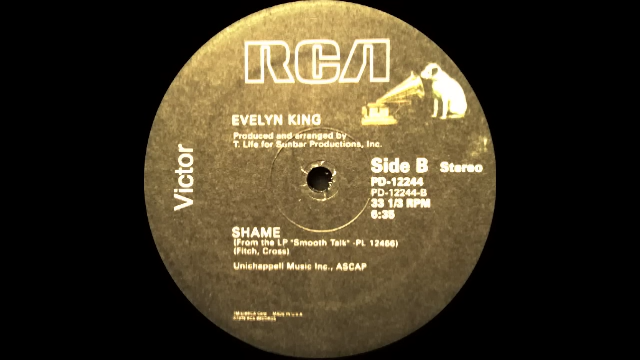 RCA
EVELYN KING
Produced and arranged by
T. Life for Sunbar Productions, Inc.
Victor
Side B Stereo
PD-12244
PD-12244-B
33 1/3 RPM
6:35
SHAME
(From the LP "Smooth Talk" -PL 12466)
(Fitch, Cross)
Unichappell Music Inc., ASCAP